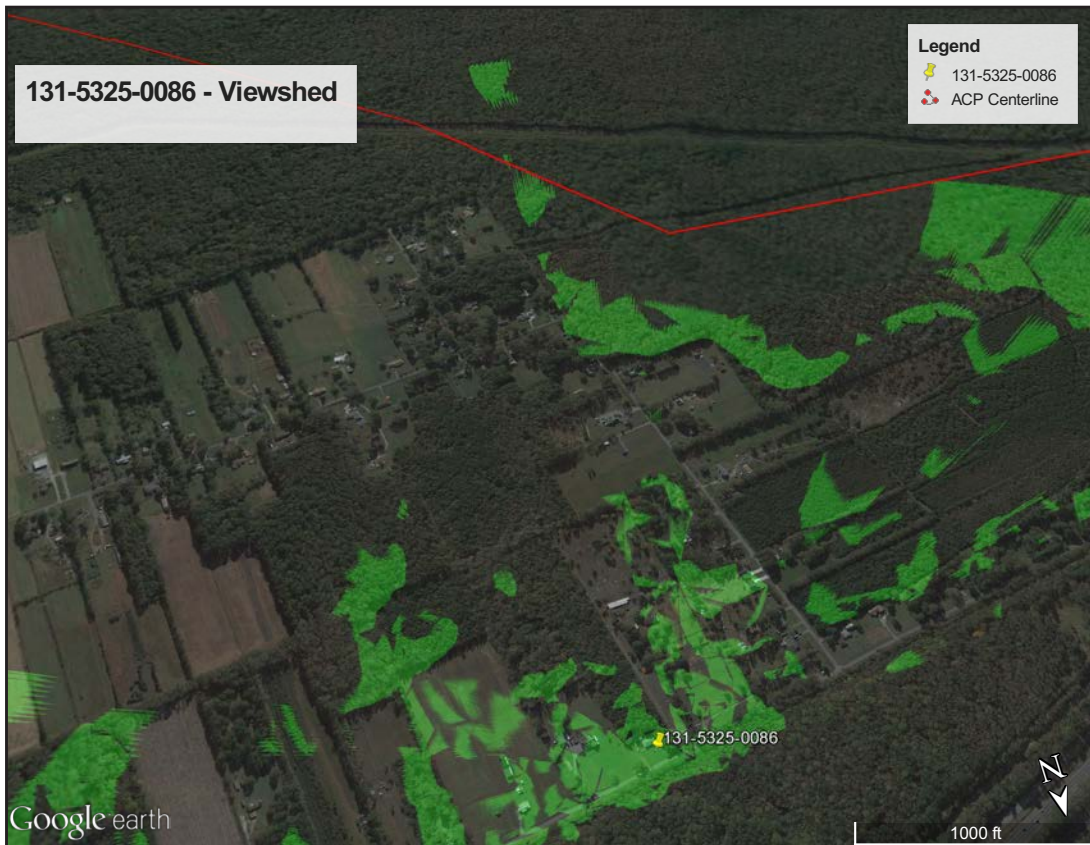 131-5325-0086 - Viewshed
Legend
131-5325-0086
ACP Centerline
131-5325-0086
N
Google earth
1000 ft